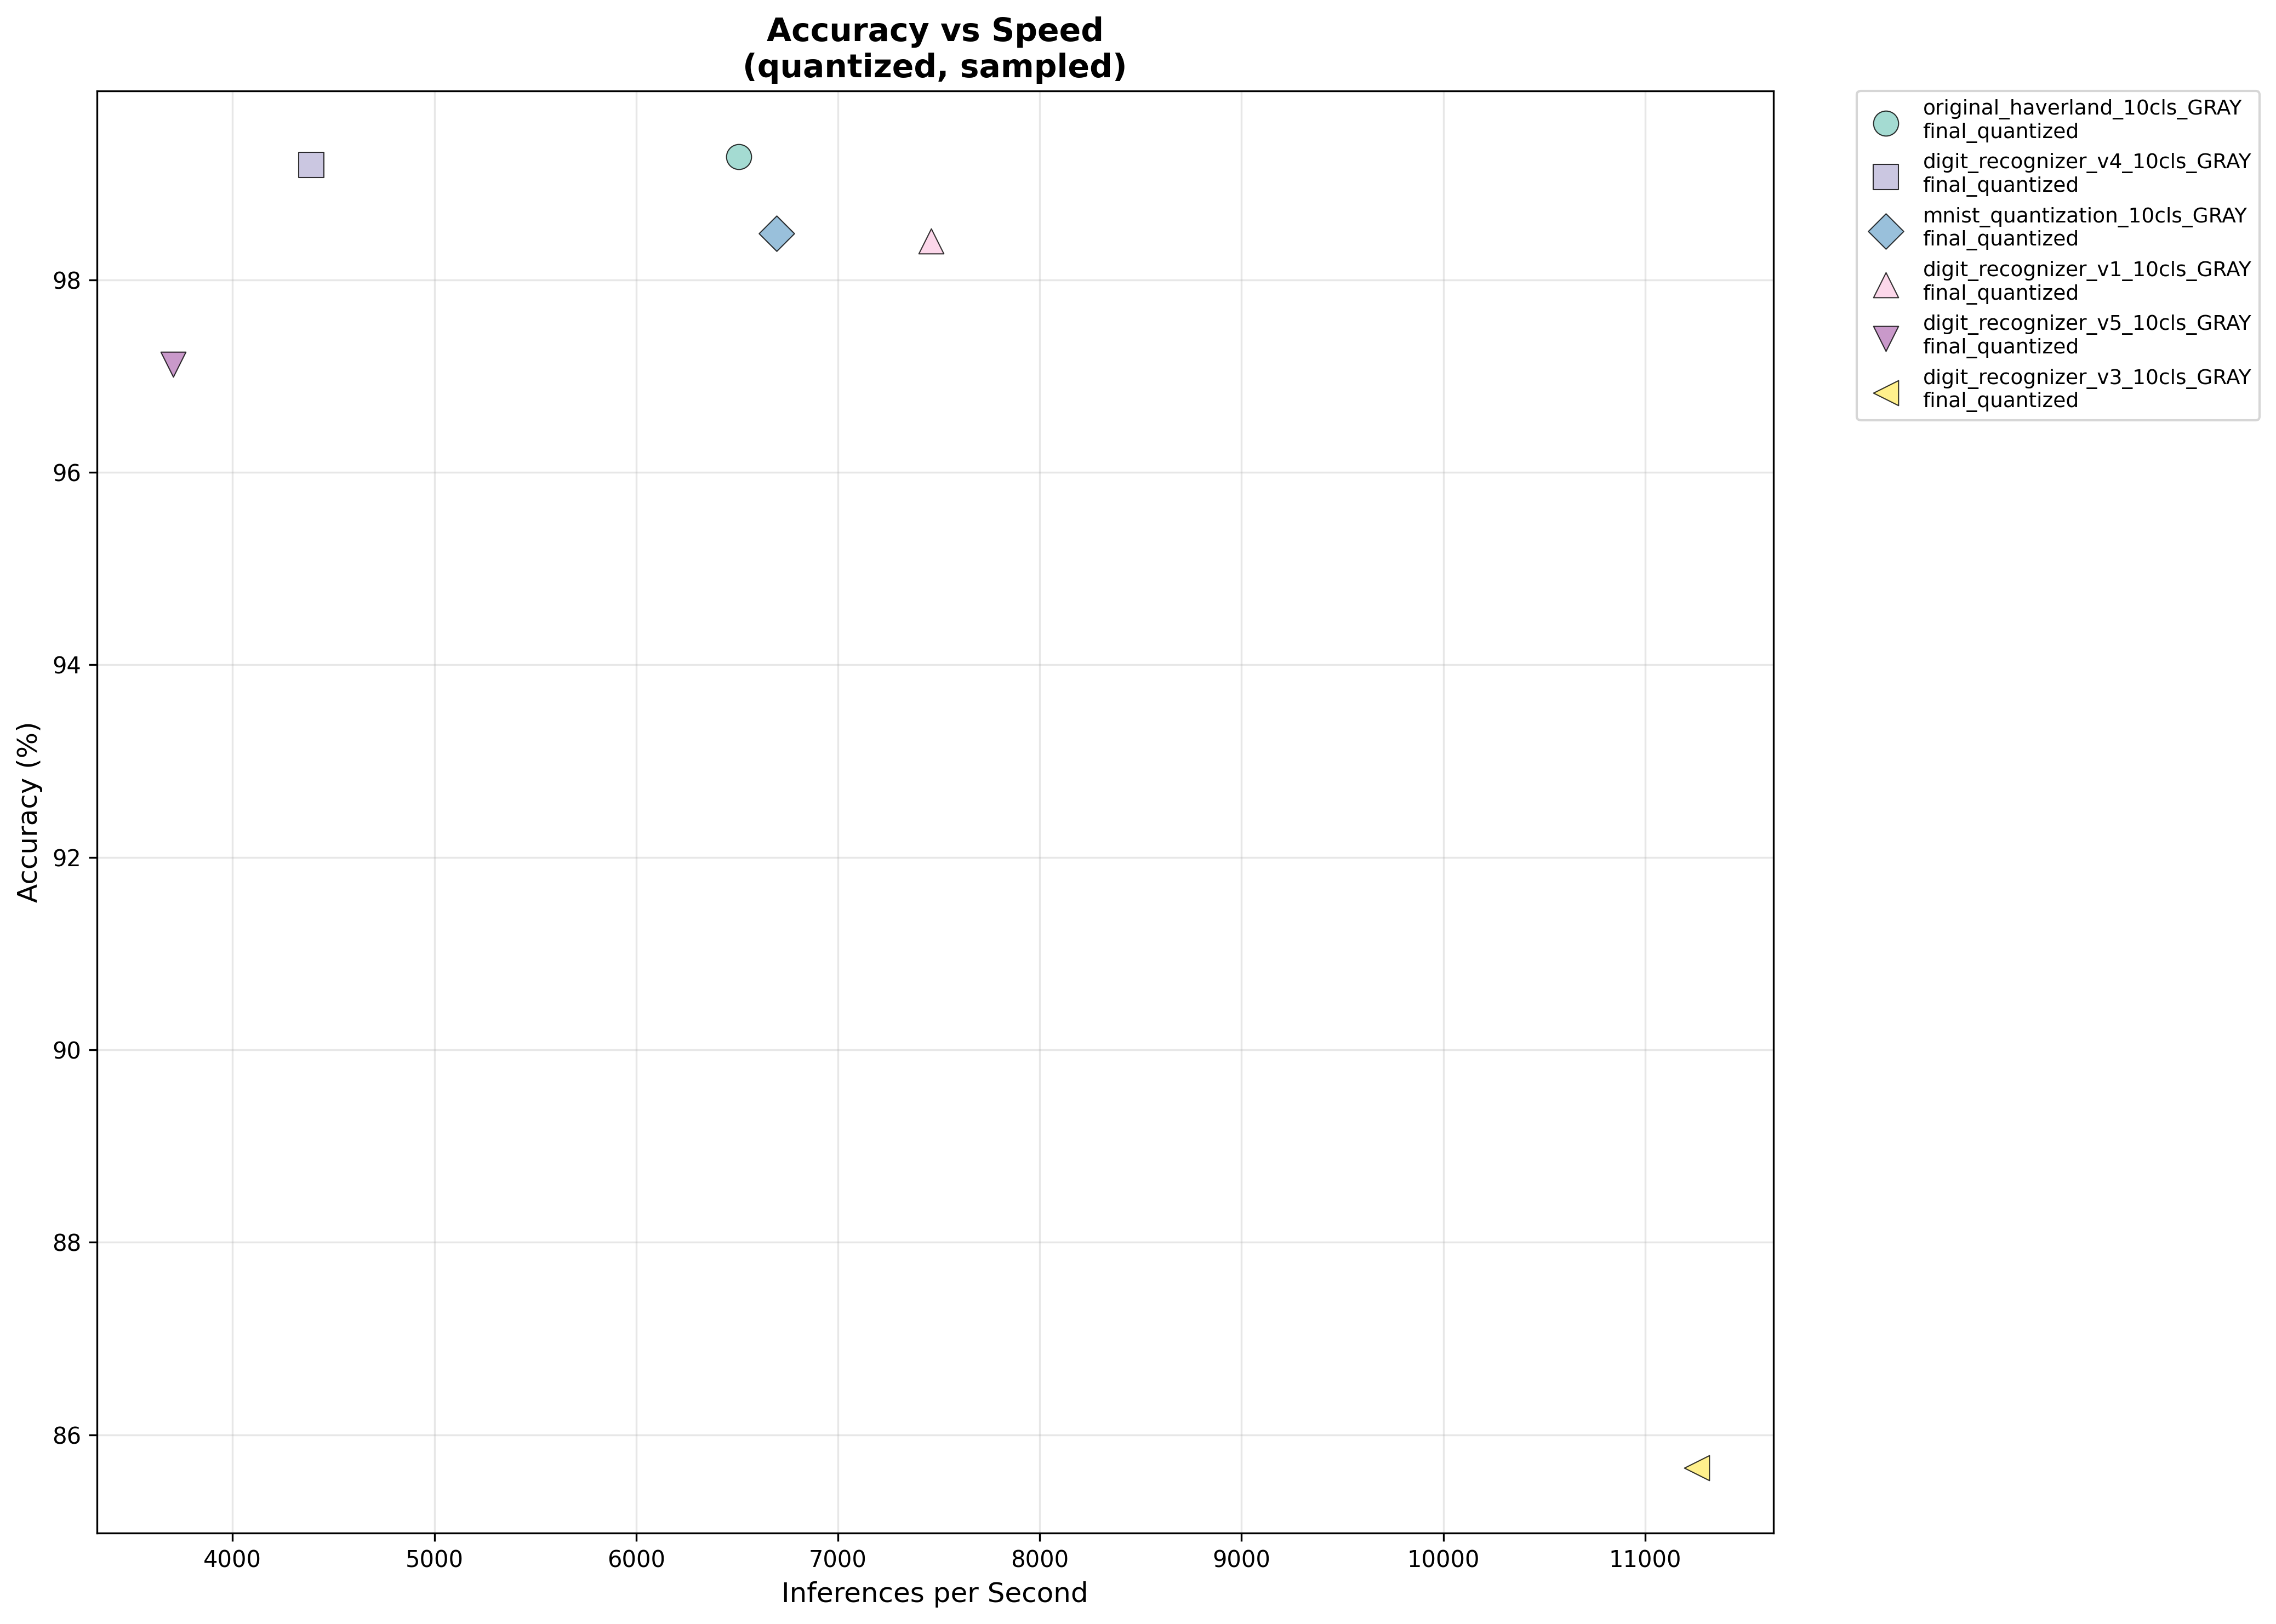 Accuracy vs Speed
(quantized, sampled)
original_haverland_10cls_GRAY
final_quantized
digit_recognizer_v4_10cls_GRAY
final_quantized
mnist_quantization_10cls_GRAY
final_quantized
digit_recognizer_v1_10cls_GRAY
final_quantized
digit_recognizer_v5_10cls_GRAY
final_quantized
digit_recognizer_v3_10cls_GRAY
final_quantized
Accuracy (%)
98
96
94
92
90
88
86
4000 5000 6000 7000 8000 9000 10000 11000
Inferences per Second